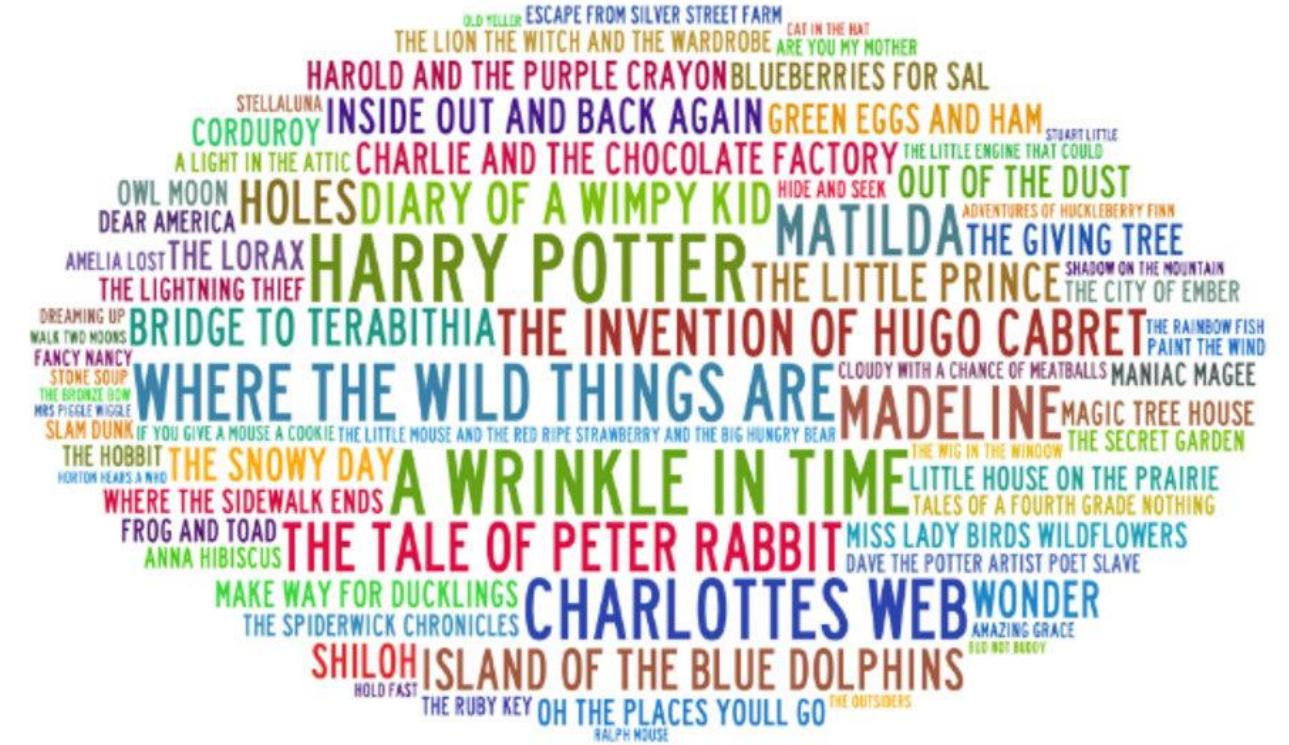 OLD YELLER ESCAPE FROM SILVER STREET FARM
CAT IN THE HAT
THE LION THE WITCH AND THE WARDROBE ARE YOU MY MOTHER
HAROLD AND THE PURPLE CRAYON BLUEBERRIES FOR SAL
STELLALUNA INSIDE OUT AND BACK AGAIN GREEN EGGS AND HAM
CORDUROY STUART LITTLE
A LIGHT IN THE ATTIC CHARLIE AND THE CHOCOLATE FACTORY THE LITTLE ENGINE THAT COULD
OWL MOON HOLES DIARY OF A WIMPY KID HIDE AND SEEK OUT OF THE DUST
DEAR AMERICA MATILDA ADVENTURES OF HUCKLEBERRY FINN
THE GIVING TREE
AMELIA LOST THE LORAX HARRY POTTER SHADOW ON THE MOUNTAIN
THE LIGHTNING THIEF THE LITTLE PRINCE THE CITY OF EMBER
DREAMING UP BRIDGE TO TERABITHIA THE INVENTION OF HUGO CABRET THE RAINBOW FISH
WALK TWO MOONS PAINT THE WIND
FANCY NANCY
STONE SOUP WHERE THE WILD THINGS ARE CLOUDY WITH A CHANCE OF MEATBALLS MANIAC MAGEE
THE BRONZE BOW
MRS PIGGLE WIGGLE MADELINE MAGIC TREE HOUSE
SLAM DUNK IF YOU GIVE A MOUSE A COOKIE THE LITTLE MOUSE AND THE RED RIPE STRAWBERRY AND THE BIG HUNGRY BEAR
THE WIG IN THE WINDOW THE SECRET GARDEN
THE HOBBIT THE SNOWY DAY A WRINKLE IN TIME LITTLE HOUSE ON THE PRAIRIE
HORTON HEARS A WHO
WHERE THE SIDEWALK ENDS TALES OF A FOURTH GRADE NOTHING
FROG AND TOAD THE TALE OF PETER RABBIT MISS LADY BIRDS WILDFLOWERS
ANNA HIBISCUS DAVE THE POTTER ARTIST POET SLAVE
MAKE WAY FOR DUCKLINGS CHARLOTTES WEB WONDER
THE SPIDERWICK CHRONICLES AMAZING GRACE
BUD NOT BUDDY
SHILOH ISLAND OF THE BLUE DOLPHINS
HOLD FAST
THE RUBY KEY OH THE PLACES YOULL GO THE OUTSIDERS
RALPH MOUSE